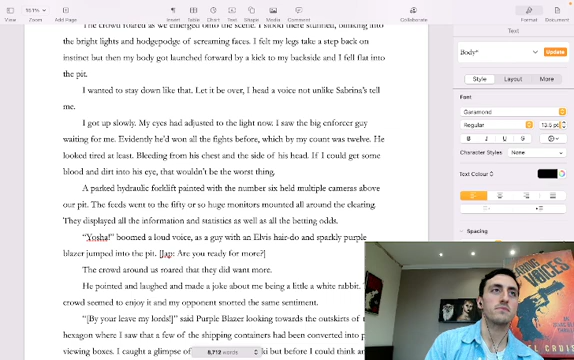 101%
View
Zoom
Add Page
Insert
Table
Chart
Text
Shape
Media
Comment
Collaborate
Format
Document
The crowd roared as we emerged onto the scene. I stood there stunned, blinking into
the bright lights and hodgepodge of screaming faces. I felt my legs take a step back on
instinct but then my body got launched forward by a kick to my backside and I fell flat into
the pit.
I wanted to stay down like that. Let it be over, I head a voice not unlike Sabrina's tell
me.
I got up slowly. My eyes had adjusted to the light now. I saw the big enforcer guy
waiting for me. Evidently he'd won all the fights before, which by my count was twelve. He
looked tired at least. Bleeding from his chest and the side of his head. If I could get some
blood and dirt into his eye, that wouldn't be the worst thing.
A parked hydraulic forklift painted with the number six held multiple cameras above
our pit. The feeds went to the fifty or so huge monitors mounted all around the clearing.
They displayed all the information and statistics as well as all the betting odds.
"Yosha!" boomed a loud voice, as a guy with an Elvis hair-do and sparkly purple
blazer jumped into the pit. [Jap: Are you ready for more?]
The crowd around us roared that they did want more.
He pointed and laughed and made a joke about me being a little a white rabbit. T
crowd seemed to enjoy it and my opponent snorted the same sentiment.
"[By your leave my lords!]" said Purple Blazer looking towards the outskirts of t
hexagon where I saw that a few of the shipping containers had been converted into p
viewing boxes. I caught a glimpse of ki but before I could think an
8,712 words
Text
Body*
Update
Style
Layout
More
Font
Garamond
Regular
13.5 pt
B I U S
Character Styles
None
Text Colour
Spacing
VOICES
EL CRUIS